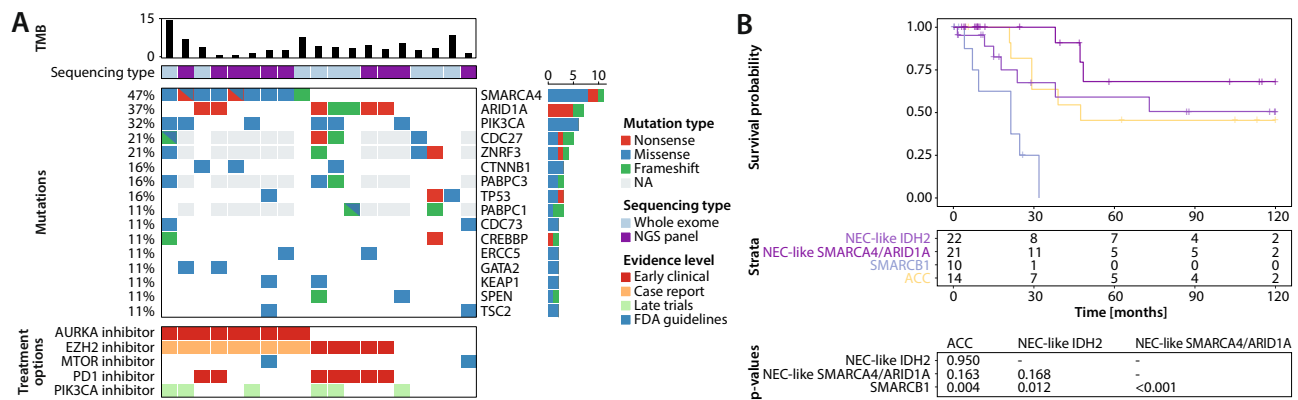 A
15
0
TMB
Sequencing type
0 5 10
47% SMARCA4
37% ARID1A
32% PIK3CA
21% CDC27
21% ZNRF3
16% CTNNB1
16% PABPC3
16% TP53
11% PABPC1
11% CDC73
11% CREBBP
11% ERCC5
11% GATA2
11% KEAP1
11% SPEN
11% TSC2
Mutations
Mutation type
Nonsense
Missense
Frameshift
NA
Sequencing type
Whole exome
NGS panel
Evidence level
Early clinical
Case report
Late trials
FDA guidelines
Treatment
options
AURKA inhibitor
EZH2 inhibitor
MTOR inhibitor
PD1 inhibitor
PIK3CA inhibitor
B
Survival probability
1.00
0.75
0.50
0.25
0.00
0 30 60 90 120
Strata
NEC-like IDH2 22 8 7 4 2
NEC-like SMARCA4/ARID1A 21 11 5 5 2
SMARCB1 10 1 0 0 0
ACC 14 7 5 4 2
0 30 60 90 120
Time [months]
p-values
ACC NEC-like IDH2 NEC-like SMARCA4/ARID1A
NEC-like IDH2 0.950 - -
NEC-like SMARCA4/ARID1A 0.163 0.168 -
SMARCB1 0.004 0.012 <0.001